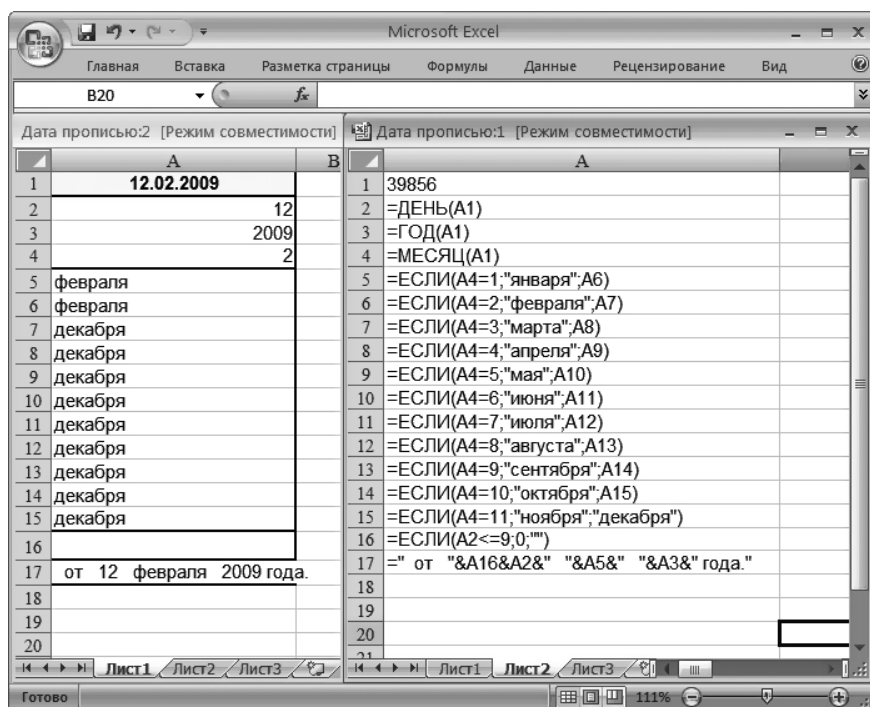 Microsoft Excel
Главная Вставка Разметка страницы Формулы Данные Рецензирование Вид
B20 fx
Дата прописью:2 [Режим совместимости]
A B
1 12.02.2009
2 12
3 2009
4 2
5 февраля
6 февраля
7 декабря
8 декабря
9 декабря
10 декабря
11 декабря
12 декабря
13 декабря
14 декабря
15 декабря
16
17 от 12 февраля 2009 года.
18
19
20
Лист1 Лист2 Лист3
Дата прописью:1 [Режим совместимости]
A
1 39856
2 =ДЕНЬ(A1)
3 =ГОД(A1)
4 =МЕСЯЦ(A1)
5 =ЕСЛИ(A4=1;"января";A6)
6 =ЕСЛИ(A4=2;"февраля";A7)
7 =ЕСЛИ(A4=3;"марта";A8)
8 =ЕСЛИ(A4=4;"апреля";A9)
9 =ЕСЛИ(A4=5;"мая";A10)
10 =ЕСЛИ(A4=6;"июня";A11)
11 =ЕСЛИ(A4=7;"июля";A12)
12 =ЕСЛИ(A4=8;"августа";A13)
13 =ЕСЛИ(A4=9;"сентября";A14)
14 =ЕСЛИ(A4=10;"октября";A15)
15 =ЕСЛИ(A4=11;"ноября";"декабря")
16 =ЕСЛИ(A2<=9;0;"")
17 =" от "&A16&A2&" "&A5&" "&A3&" года."
18
19
20
21
Лист1 Лист2 Лист3
Готово 111%